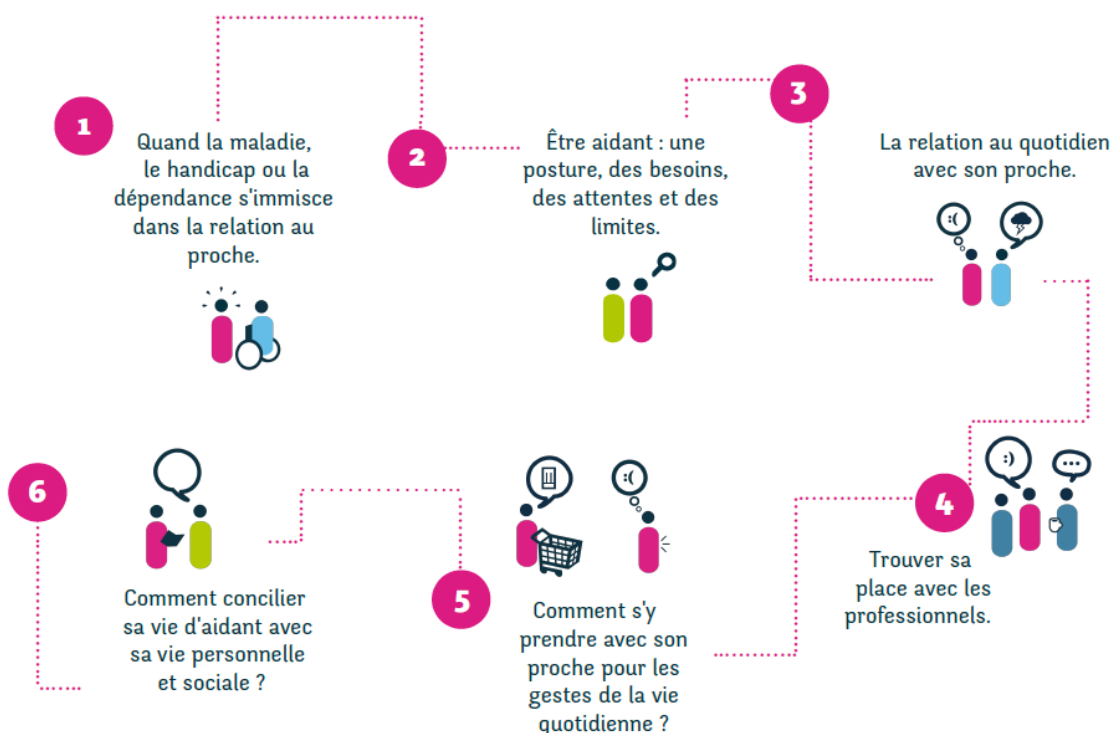 1
Quand la maladie,
le handicap ou la
dépendance s'immisce
dans la relation au
proche.
2
Être aidant : une
posture, des besoins,
des attentes et des
limites.
3
La relation au quotidien
avec son proche.
:(
4
:)
...
Trouver sa
place avec les
professionnels.
5
:(
Comment s'y
prendre avec son
proche pour les
gestes de la vie
quotidienne ?
6
Comment concilier
sa vie d'aidant avec
sa vie personnelle
et sociale ?